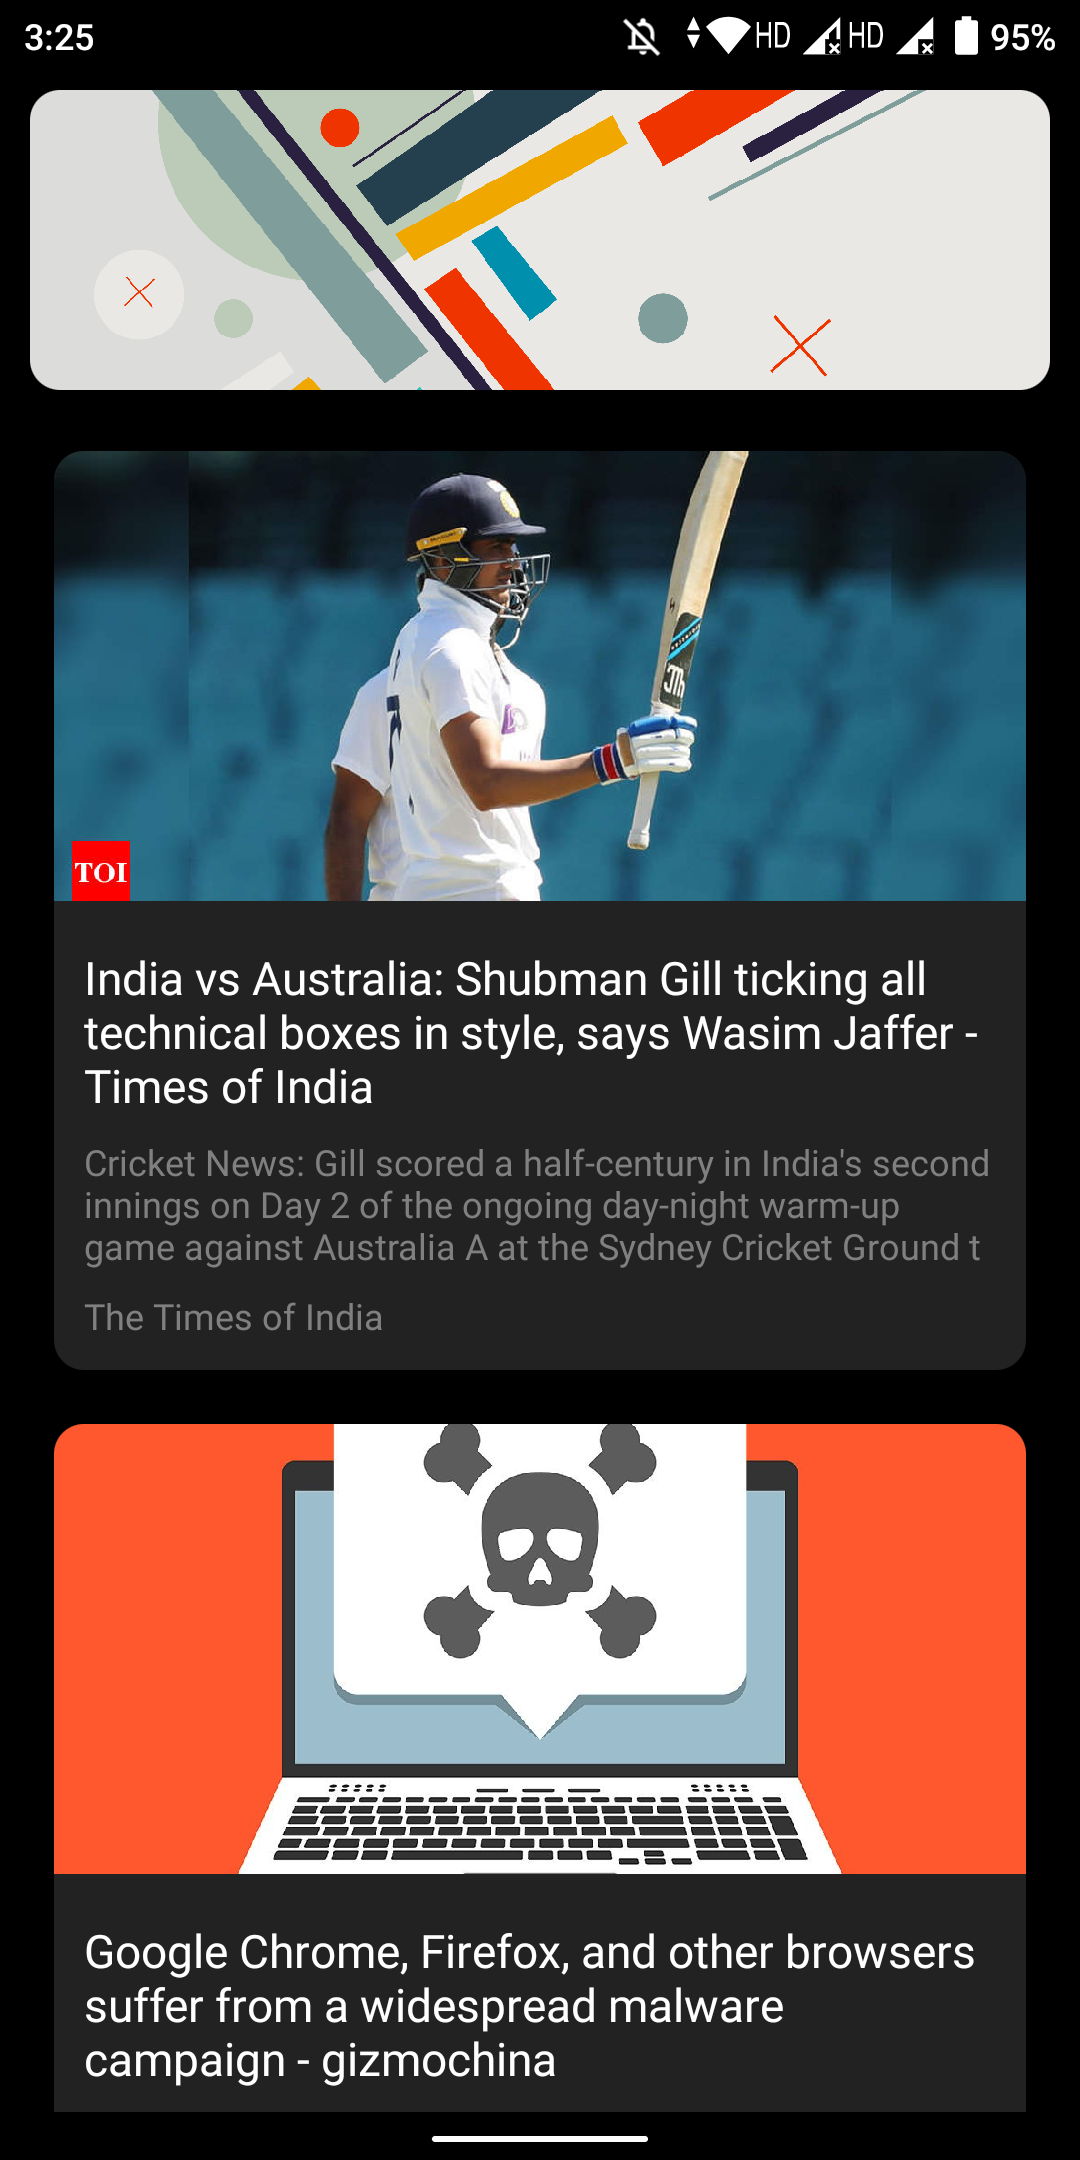 3:25
HD
HD
95%
TOI
India vs Australia: Shubman Gill ticking all
technical boxes in style, says Wasim Jaffer -
Times of India
Cricket News: Gill scored a half-century in India's second
innings on Day 2 of the ongoing day-night warm-up
game against Australia A at the Sydney Cricket Ground t
The Times of India
Google Chrome, Firefox, and other browsers
suffer from a widespread malware
campaign - gizmochina